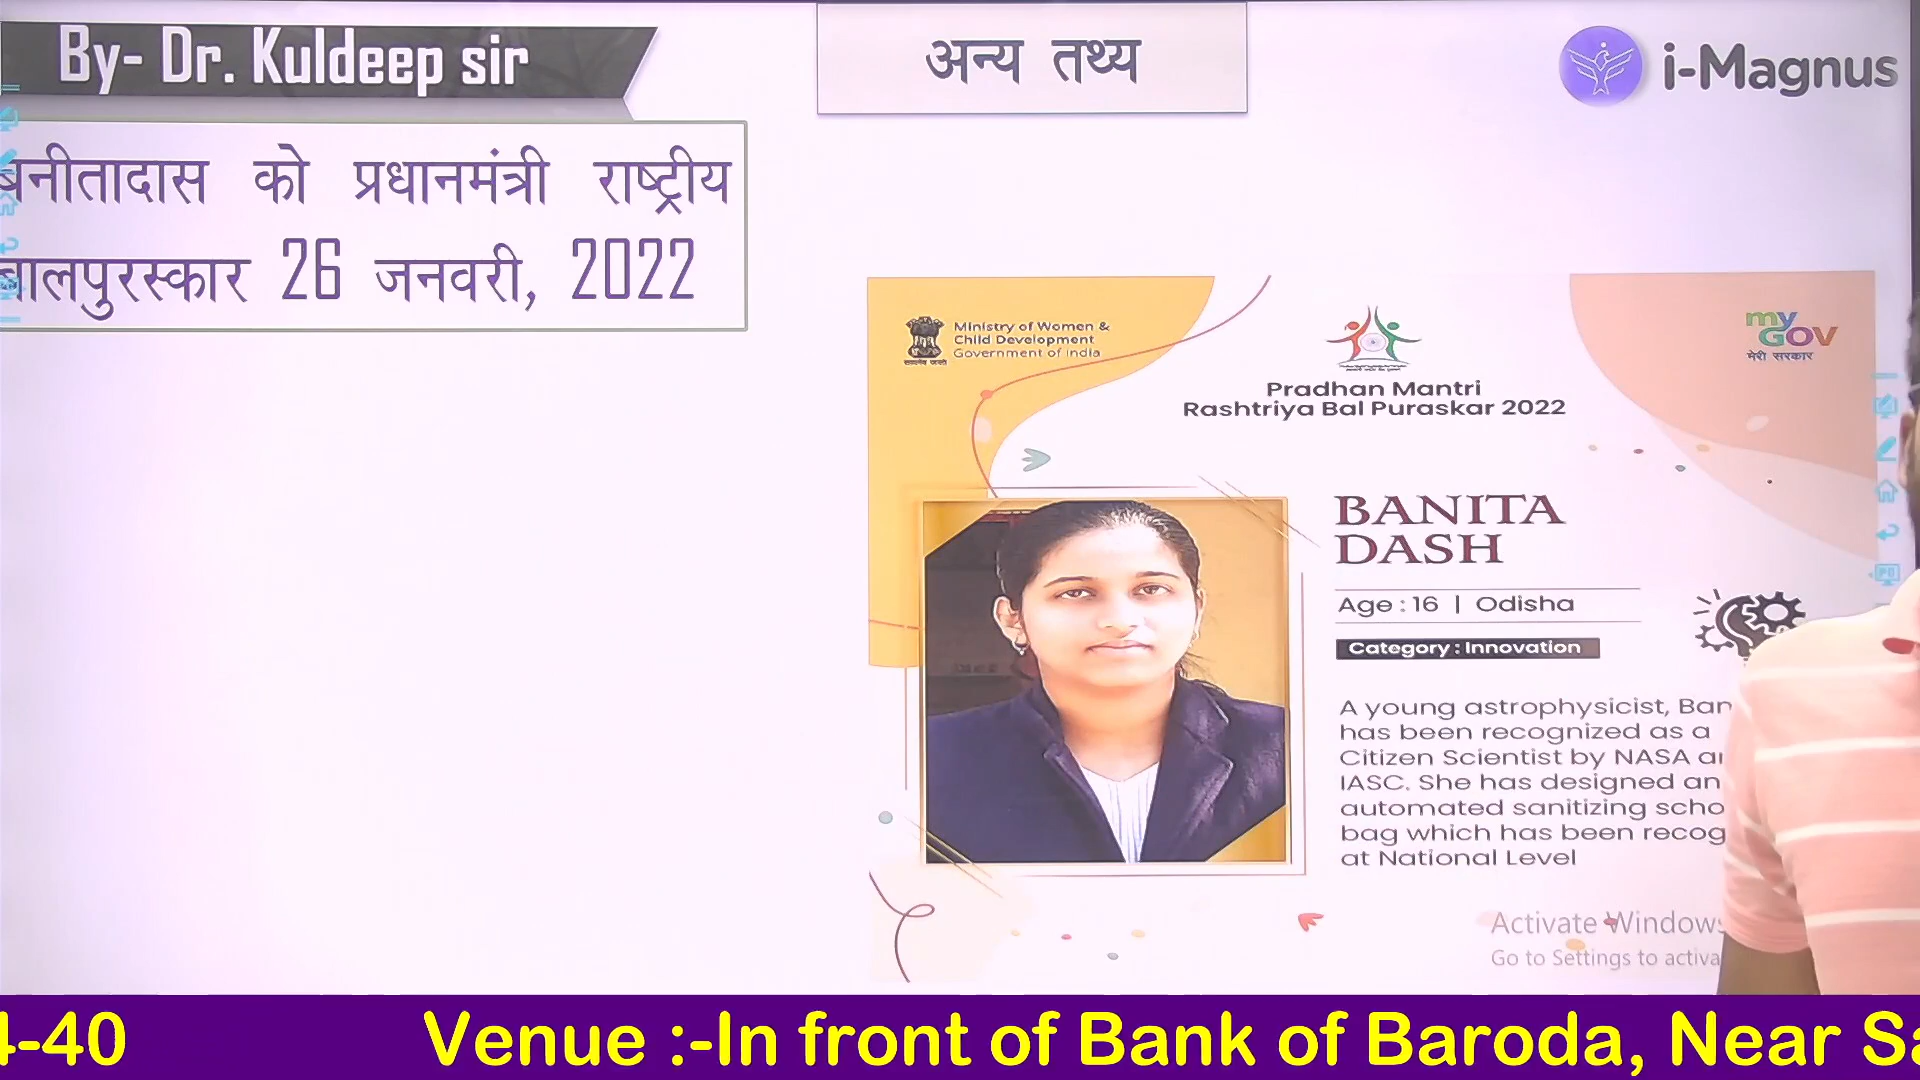 By- Dr. Kuldeep sir
अन्य तथ्य
i-Magnus
बनीतादास को प्रधानमंत्री राष्ट्रीय
बालपुरस्कार 26 जनवरी, 2022
Ministry of Women &
Child Development
Government of India
Pradhan Mantri
Rashtriya Bal Puraskar 2022
my
GOV
मेरी सरकार
BANITA
DASH
Age : 16 | Odisha
Category : Innovation
A young astrophysicist, Ban
has been recognized as a
Citizen Scientist by NASA
IASC. She has designed an
automated sanitizing scho
bag which has been recog
at National Level
Activate Windows
Go to Settings to activa
4-40 Venue :-In front of Bank of Baroda, Near Sa